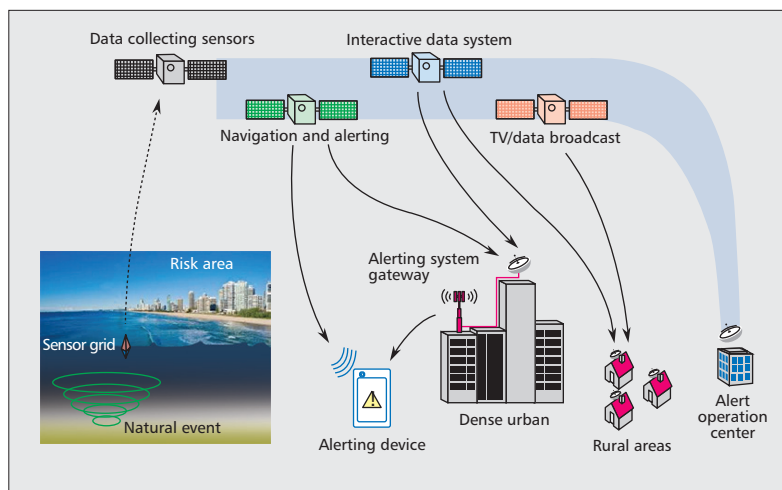 Data collecting sensors
Interactive data system
Navigation and alerting
TV/data broadcast
Risk area
Alerting system
gateway
Sensor grid
Natural event
Alerting device
Dense urban
Rural areas
Alert
operation
center